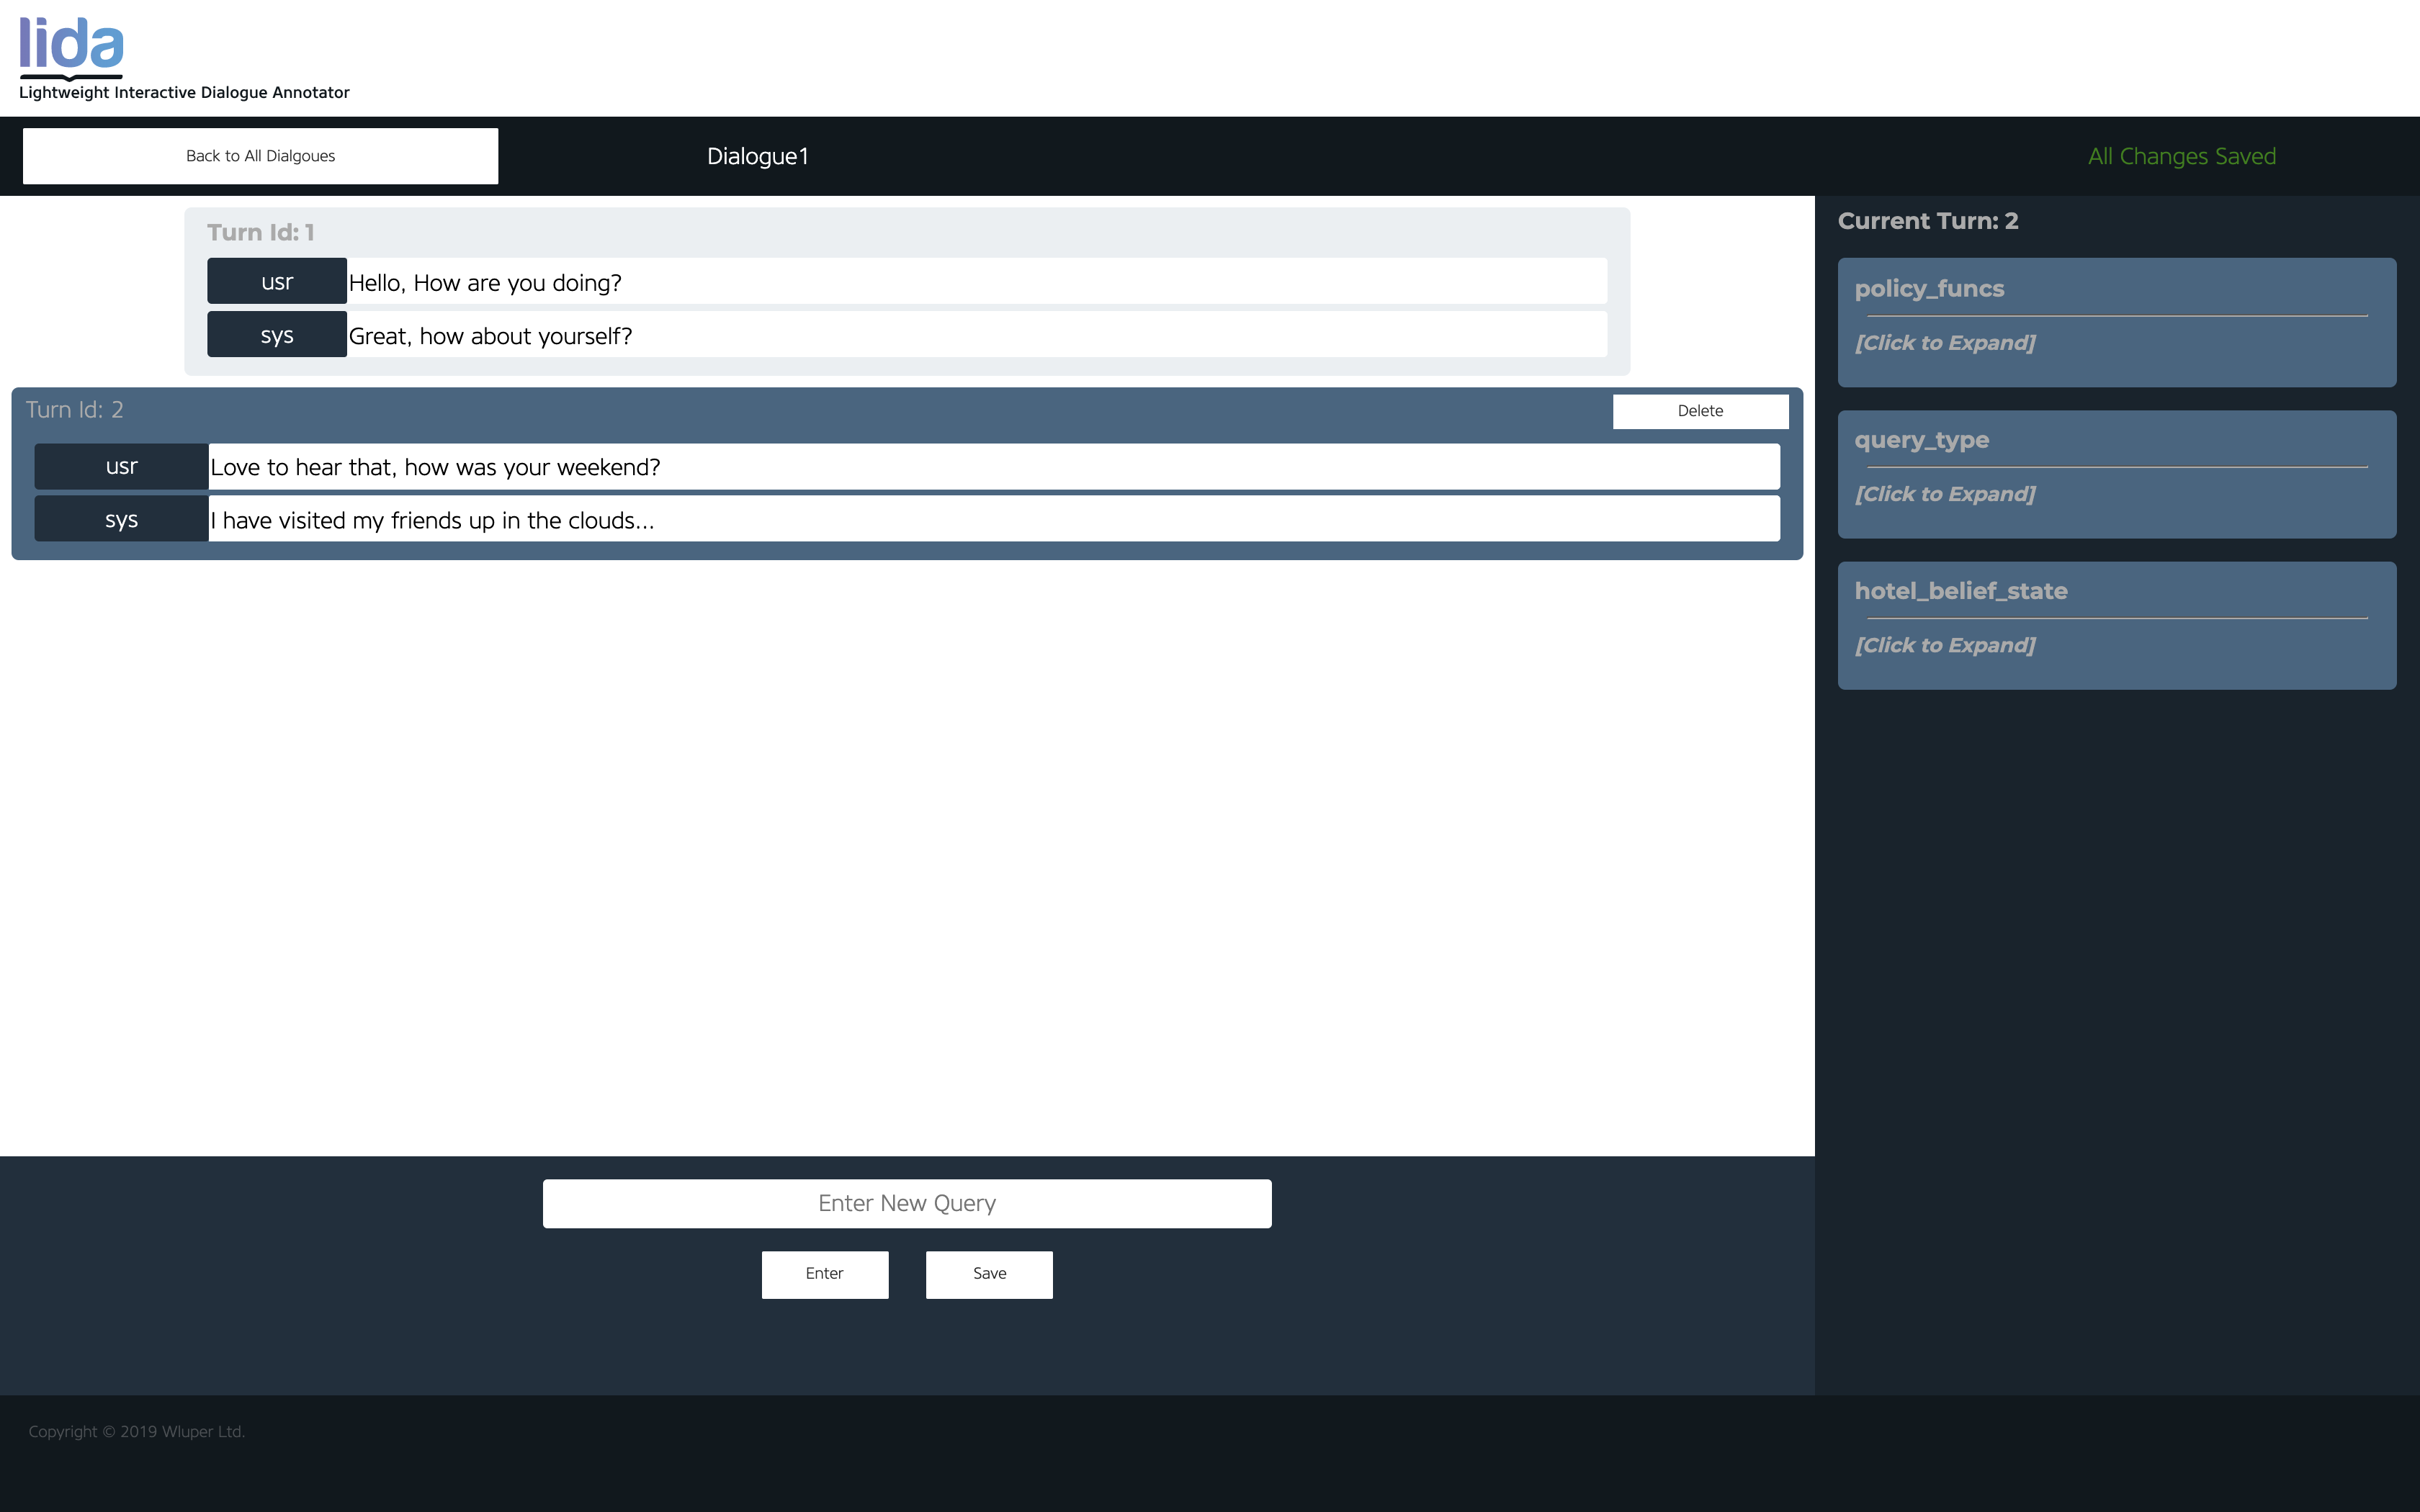 lida
Lightweight Interactive Dialogue Annotator
Back to All Dialgoues
Dialogue1
All Changes Saved
Turn Id: 1
usr
Hello, How are you doing?
sys
Great, how about yourself?
Turn Id: 2
Delete
usr
Love to hear that, how was your weekend?
sys
I have visited my friends up in the clouds...
Current Turn: 2
policy_funcs
[Click to Expand]
query_type
[Click to Expand]
hotel_belief_state
[Click to Expand]
Enter New Query
Enter
Save
Copyright © 2019 Wluper Ltd.